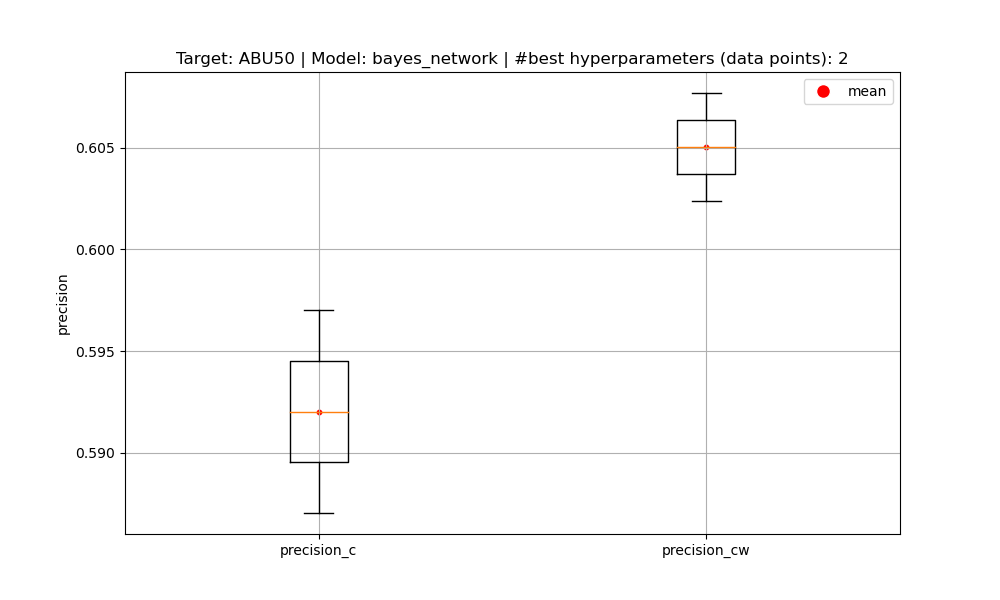 Target: ABU50 | Model: bayes_network | #best hyperparameters (data points): 2
mean
0.605
0.600
0.595
0.590
precision
precision_c
precision_cw